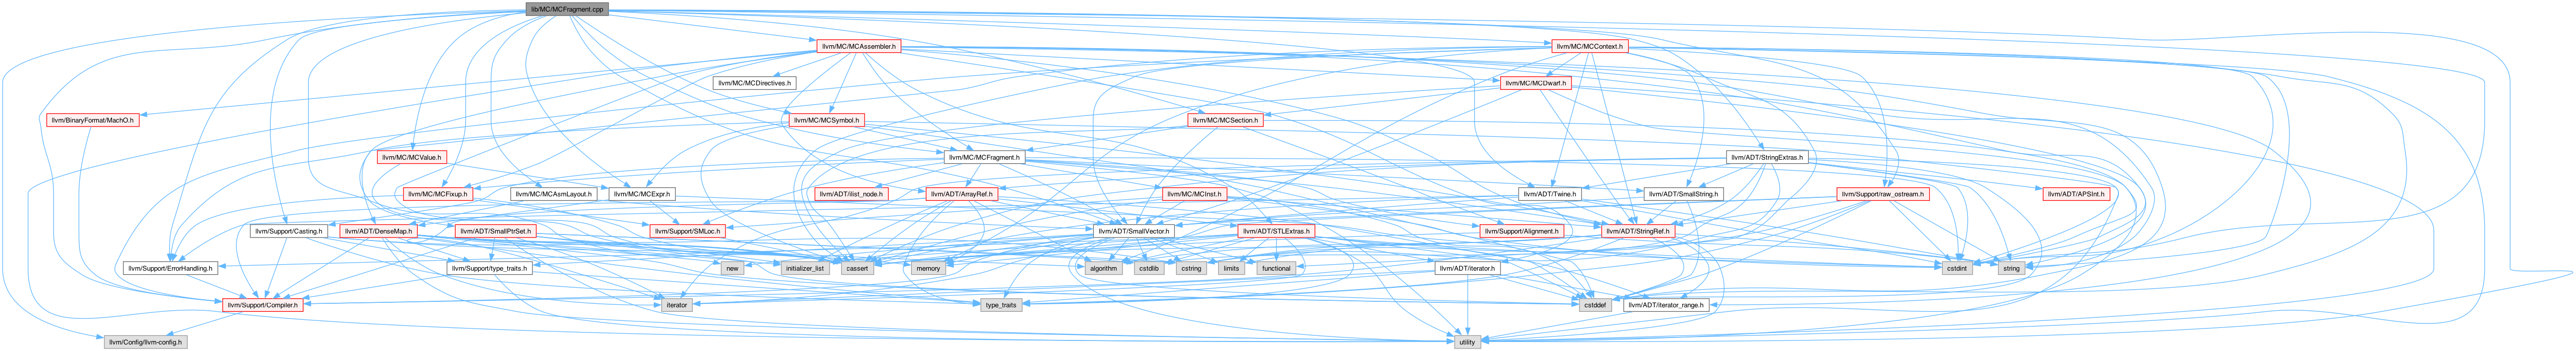 lib/MC/MCFragment.cpp
llvm/MC/MCAssembler.h
llvm/MC/MCContext.h
llvm/MC/MCDirectives.h
llvm/MC/MCDwarf.h
llvm/BinaryFormat/MachO.h
llvm/MC/MCSymbol.h
llvm/MC/MCSection.h
llvm/MC/MCValue.h
llvm/MC/MCFragment.h
llvm/ADT/StringExtras.h
llvm/MC/MCFixup.h
llvm/MC/MCAsmLayout.h
llvm/MC/MCExpr.h
llvm/ADT/ilist_node.h
llvm/ADT/ArrayRef.h
llvm/MC/MCInst.h
llvm/ADT/Twine.h
llvm/ADT/SmallString.h
llvm/Support/raw_ostream.h
llvm/ADT/APSInt.h
llvm/Support/Casting.h
llvm/ADT/DenseMap.h
llvm/ADT/SmallPtrSet.h
llvm/Support/SMLoc.h
llvm/ADT/SmallVector.h
llvm/ADT/STLExtras.h
llvm/Support/Alignment.h
llvm/ADT/StringRef.h
llvm/Support/ErrorHandling.h
llvm/Support/type_traits.h
new
initializer_list
cassert
memory
algorithm
cstdlib
cstring
limits
functional
llvm/ADT/iterator.h
cstdint
string
llvm/Support/Compiler.h
iterator
type_traits
cstddef
llvm/ADT/iterator_range.h
llvm/Config/llvm-config.h
utility